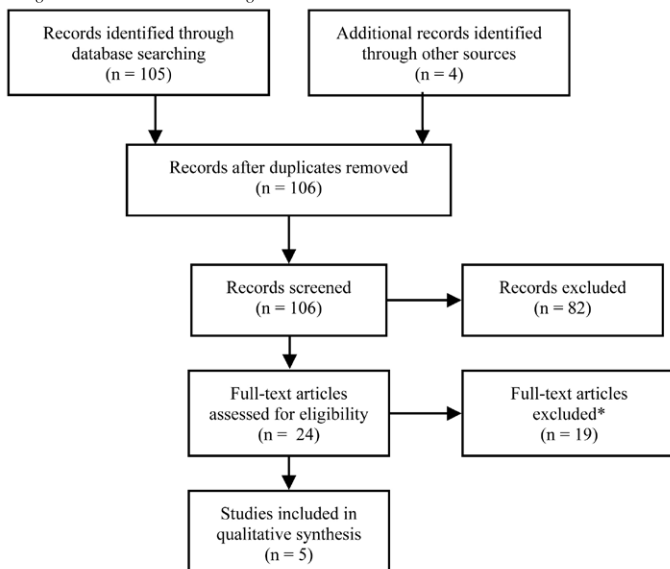 Records identified through
database searching
(n = 105)
Additional records identified
through other sources
(n = 4)
Records after duplicates removed
(n = 106)
Records screened
(n = 106)
Records excluded
(n = 82)
Full-text articles
assessed for eligibility
(n =  24)
Full-text articles
excluded*
(n = 19)
Studies included in
qualitative synthesis
(n = 5)